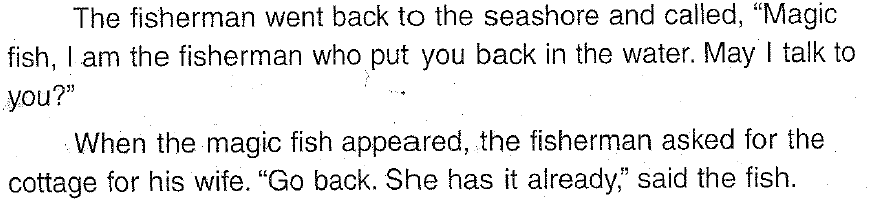 The fisherman went back to the seashore and called, “Magic
fish, I am the fisherman who put you back in the water. May I talk to
you?”
When the magic fish appeared, the fisherman asked for the
cottage for his wife. “Go back. She has it already,” said the fish.